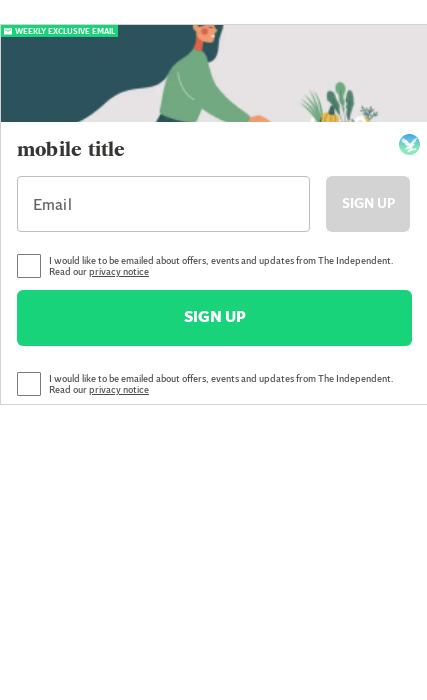 WEEKLY EXCLUSIVE EMAIL
mobile title
Email
SIGN UP
I would like to be emailed about offers, events and updates from The Independent.
Read our privacy notice
SIGN UP
I would like to be emailed about offers, events and updates from The Independent.
Read our privacy notice